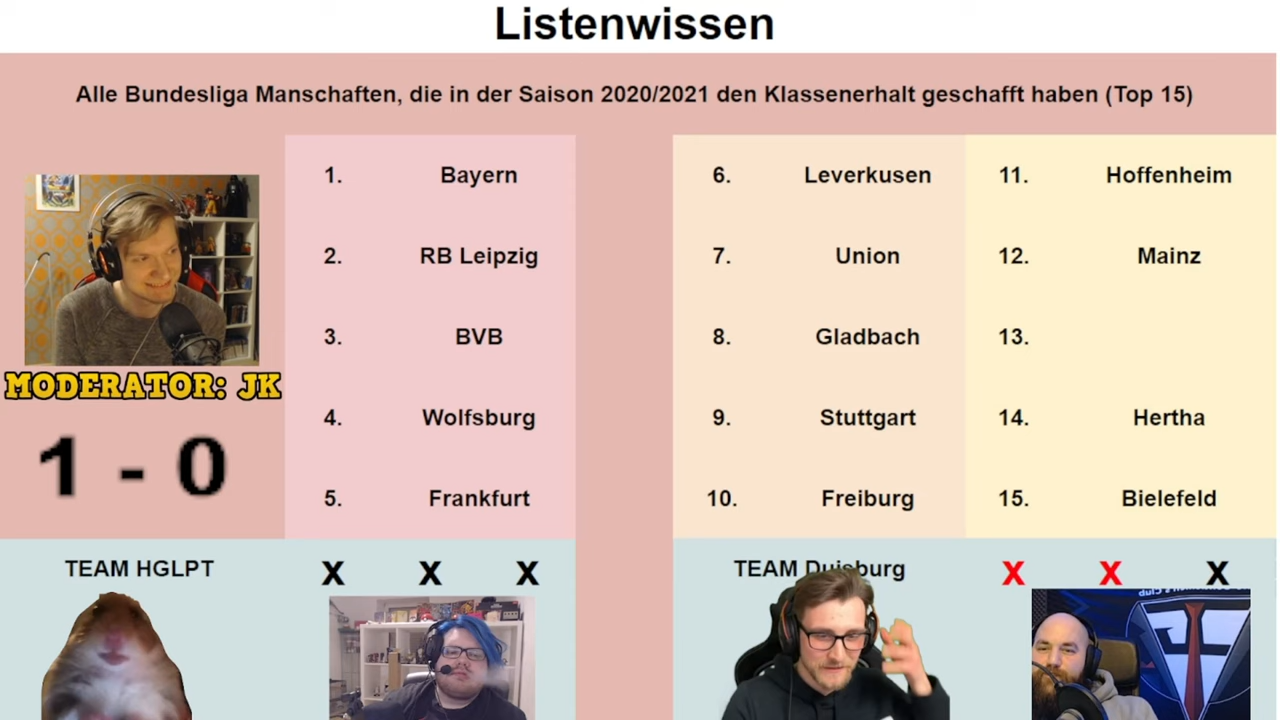 Listenwissen
Alle Bundesliga Manschaften, die in der Saison 2020/2021 den Klassenerhalt geschafft haben (Top 15)
1. Bayern
2. RB Leipzig
3. BVB
4. Wolfsburg
5. Frankfurt
6. Leverkusen
7. Union
8. Gladbach
9. Stuttgart
10. Freiburg
11. Hoffenheim
12. Mainz
13.
14. Hertha
15. Bielefeld
MODERATOR: JK
1 - 0
TEAM HGLPT
X X X
TEAM Duisburg
X X X